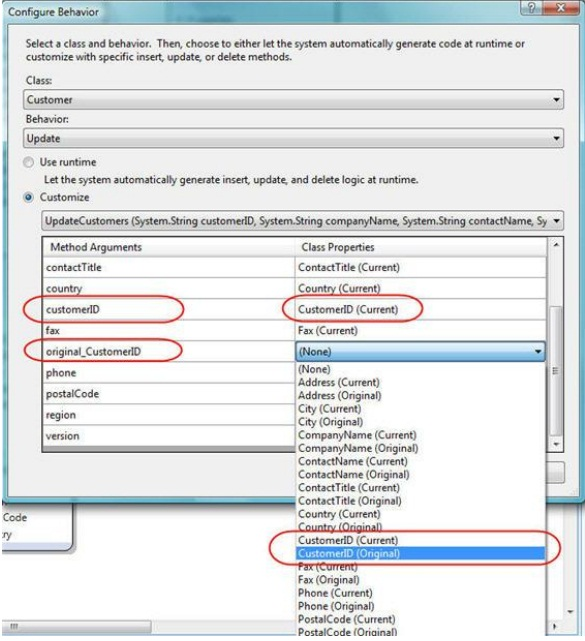 Configure Behavior
Select a class and behavior. Then, choose to either let the system automatically generate code at runtime or
customize with specific insert, update, or delete methods.
Class:
Customer
Behavior:
Update
Use runtime
Let the system automatically generate insert, update, and delete logic at runtime.
Customize
UpdateCustomers (System.String customerID, System.String companyName, System.String contactName, Sy
Method Arguments Class Properties
contactTitle ContactTitle (Current)
country Country (Current)
customerID CustomerID (Current)
fax Fax (Current)
original_CustomerID (None)
phone (None)
Address (Current)
postalCode Address (Original)
City (Current)
region City (Original)
version CompanyName (Current)
CompanyName (Original)
ContactName (Current)
ContactName (Original)
ContactTitle (Current)
ContactTitle (Original)
Country (Current)
Code Country (Original)
ry CustomerID (Current)
CustomerID (Original)
Fax (Current)
Fax (Original)
Phone (Current)
Phone (Original)
PostalCode (Current)
PostalCode (Original)